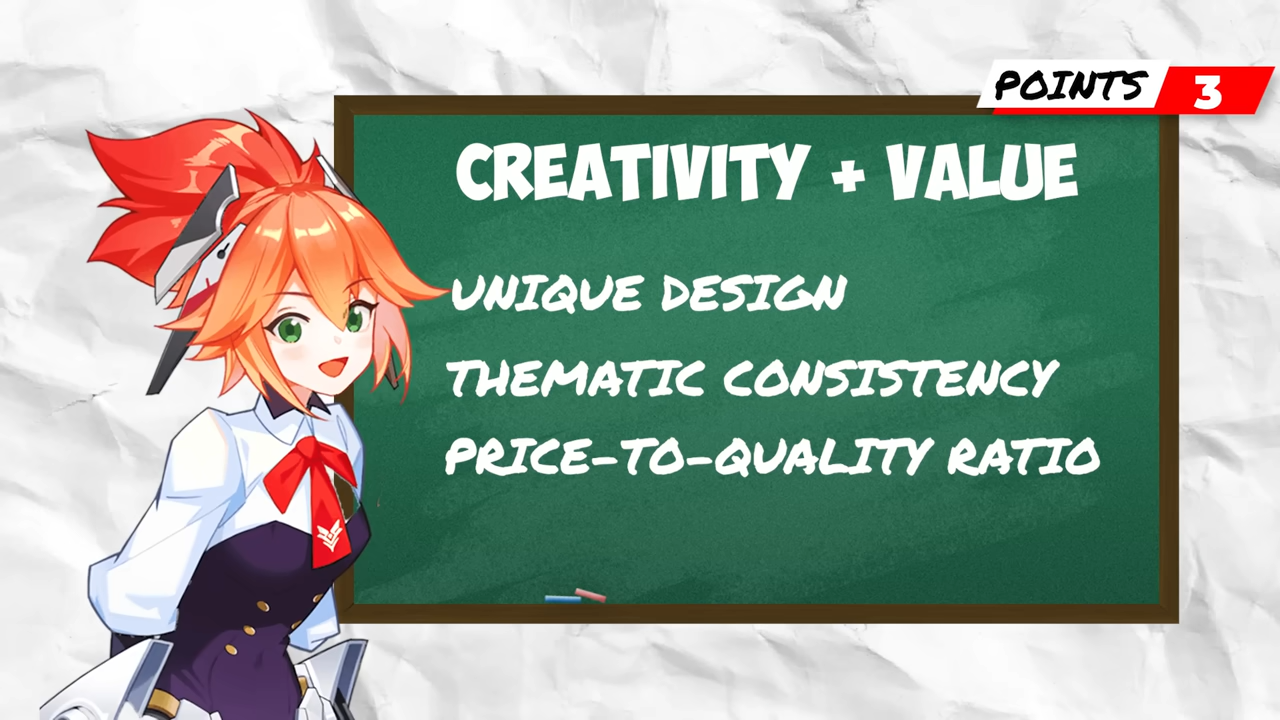 POINTS 3
CREATIVITY + VALUE
UNIQUE DESIGN
THEMATIC CONSISTENCY
PRICE-TO-QUALITY RATIO